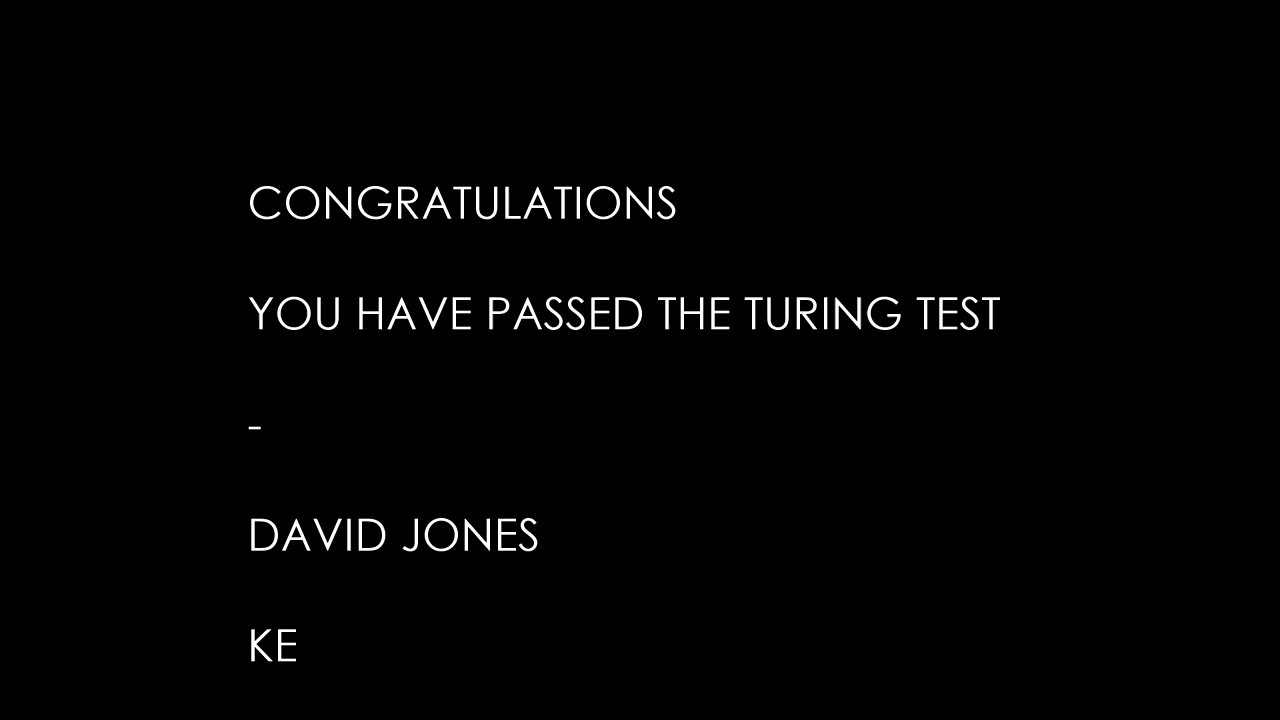 CONGRATULATIONS
YOU HAVE PASSED THE TURING TEST
-
DAVID JONES
KE